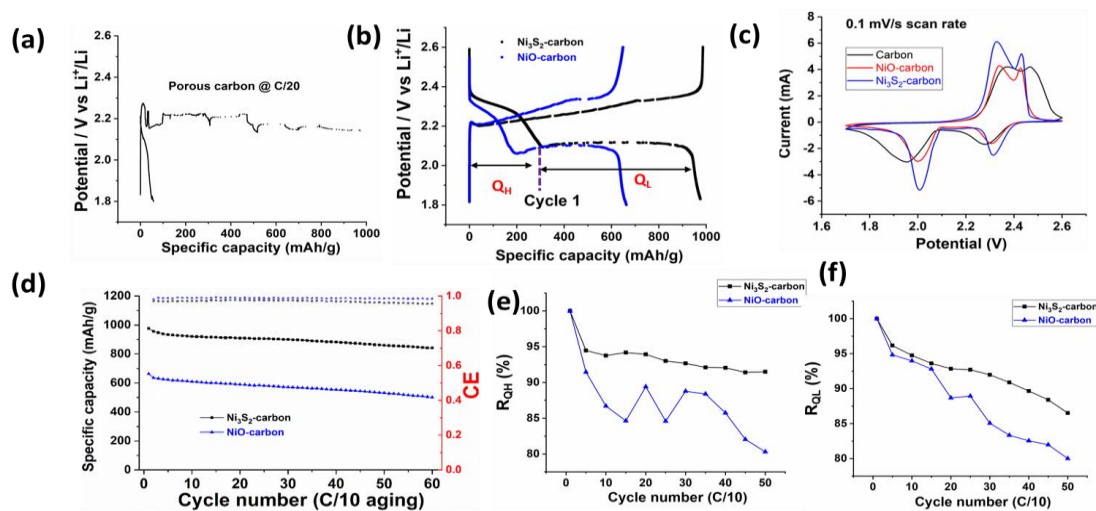 (a)
Potential / V vs Li⁺/Li
2.6
2.4
2.2
2.0
1.8
Porous carbon @ C/20
0 200 400 600 800 1000
Specific capacity (mAh/g)
(b)
Potential / V vs Li⁺/Li
2.6
2.4
2.2
2.0
1.8
Ni₃S₂-carbon
NiO-carbon
Q_H
Q_L
Cycle 1
0 200 400 600 800 1000
Specific capacity (mAh/g)
(c)
Current (mA)
8
6
4
2
0
-2
-4
-6
0.1 mV/s scan rate
Carbon
NiO-carbon
Ni₃S₂-carbon
1.6 1.8 2.0 2.2 2.4 2.6
Potential (V)
(d)
Specific capacity (mAh/g)
1200
1000
800
600
400
200
0
Ni₃S₂-carbon
NiO-carbon
1.0
0.8
0.6
0.4
0.2
0.0
CE
0 10 20 30 40 50 60
Cycle number (C/10 aging)
(e)
R_QH (%)
100
95
90
85
80
Ni₃S₂-carbon
NiO-carbon
0 10 20 30 40 50
Cycle number (C/10)
(f)
R_QL (%)
100
95
90
85
80
Ni₃S₂-carbon
NiO-carbon
0 10 20 30 40 50
Cycle number (C/10)